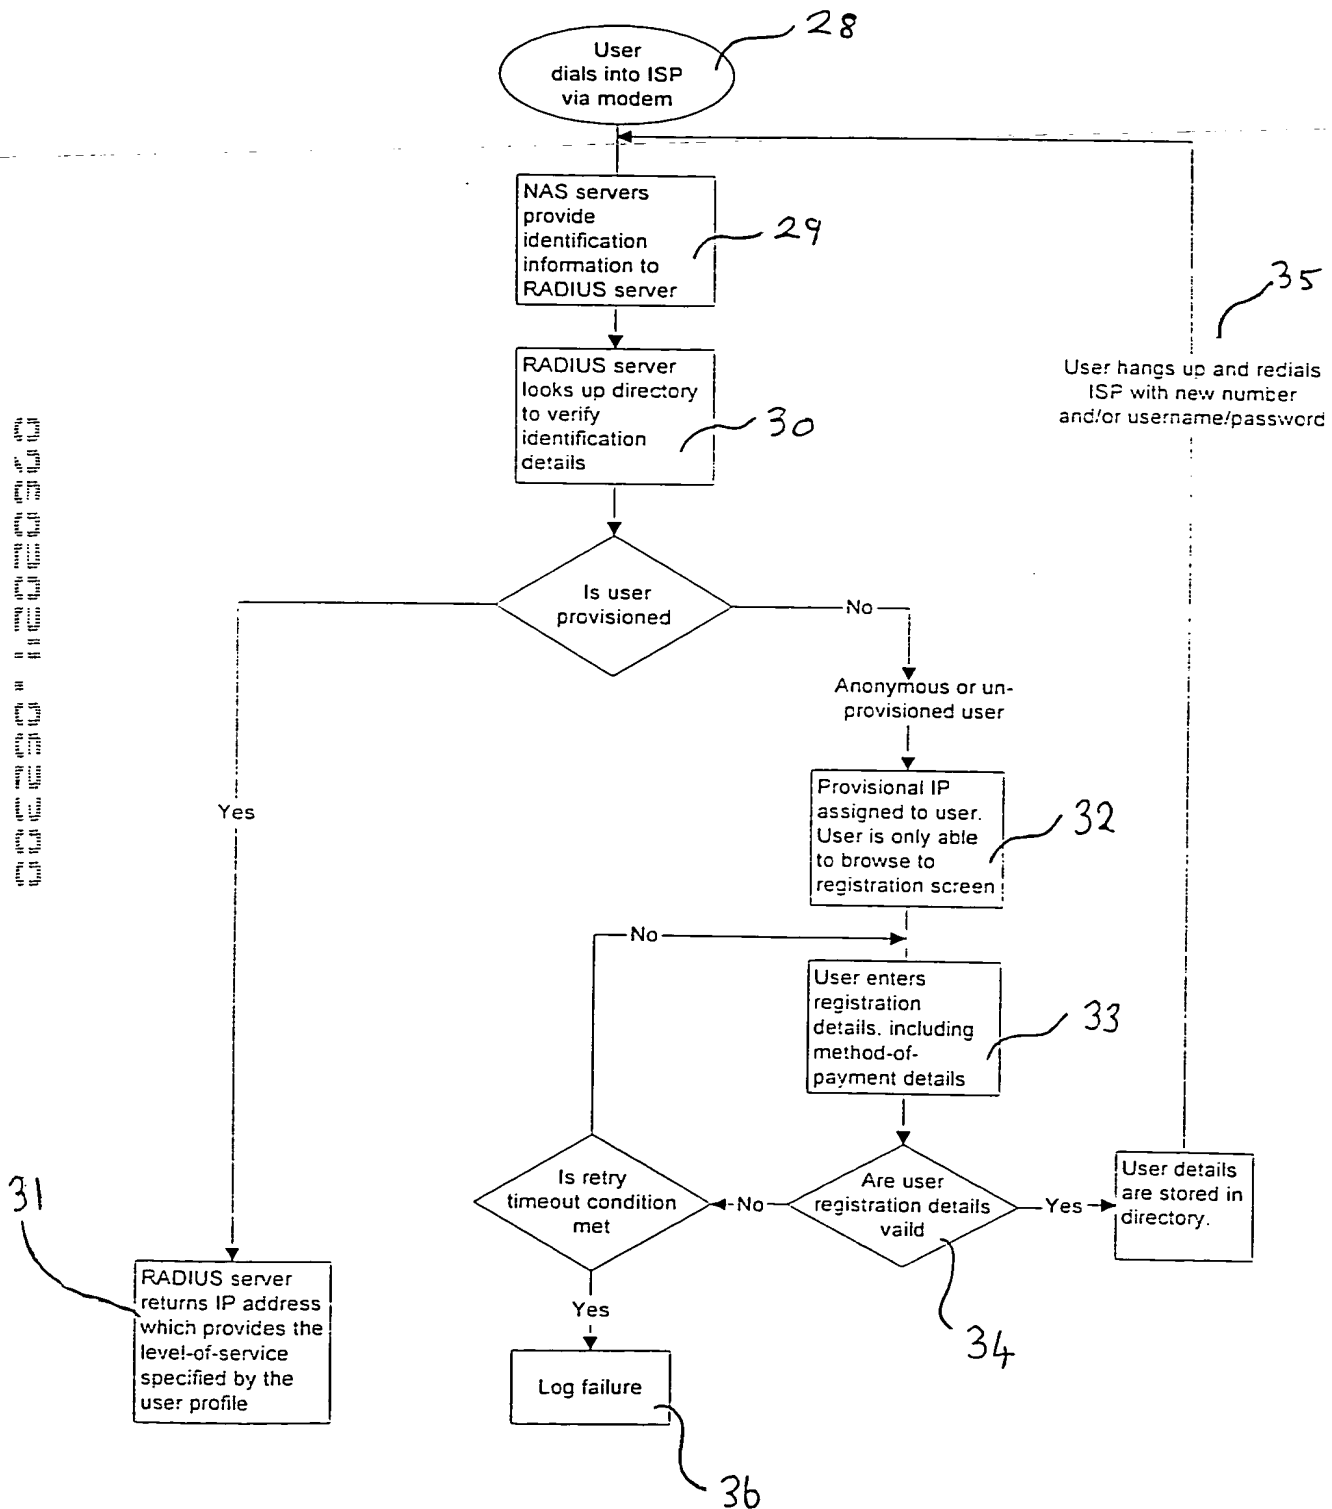 28
User
dials into ISP
via modem
NAS servers
provide
identification
information to
RADIUS server
29
35
User hangs up and redials
ISP with new number
and/or username/password
RADIUS server
looks up directory
to verify
identification
details
30
Is user
provisioned
No
Anonymous or un-
provisioned user
Yes
Provisional IP
assigned to user.
User is only able
to browse to
registration screen
32
No
User enters
registration
details, including
method-of-
payment details
33
Is retry
timeout condition
met
No
Are user
registration details
vaild
Yes
User details
are stored in
directory.
31
RADIUS server
returns IP address
which provides the
level-of-service
specified by the
user profile
Yes
34
Log failure
36